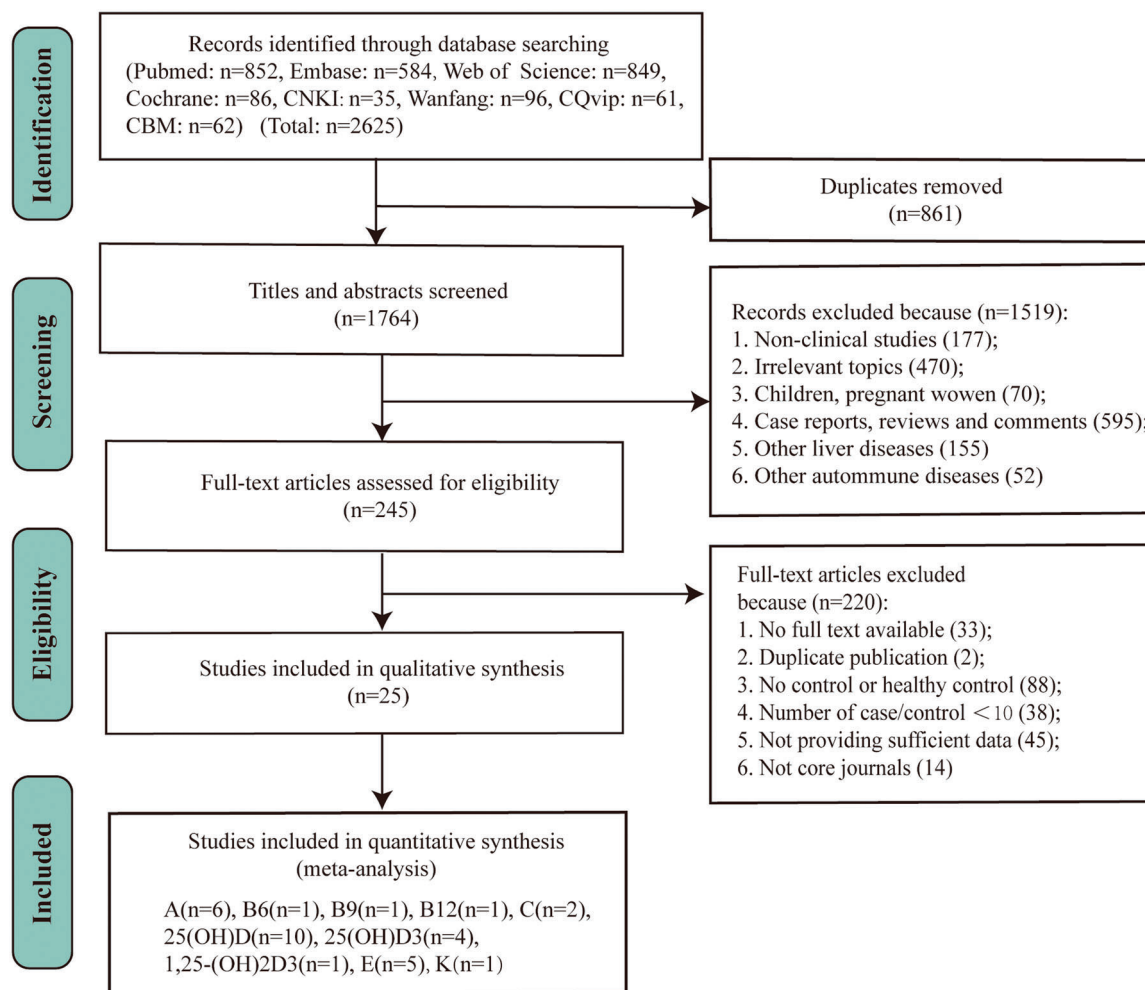 Identification
Records identified through database searching
(Pubmed: n=852, Embase: n=584, Web of Science: n=849,
Cochrane: n=86, CNKI: n=35, Wanfang: n=96, CQvip: n=61,
CBM: n=62) (Total: n=2625)
Duplicates removed
(n=861)
Screening
Titles and abstracts screened
(n=1764)
Records excluded because (n=1519):
1. Non-clinical studies (177);
2. Irrelevant topics (470);
3. Children, pregnant wowen (70);
4. Case reports, reviews and comments (595);
5. Other liver diseases (155)
6. Other autommune diseases (52)
Full-text articles assessed for eligibility
(n=245)
Eligibility
Full-text articles excluded
because (n=220):
1. No full text available (33);
2. Duplicate publication (2);
3. No control or healthy control (88);
4. Number of case/control <10 (38);
5. Not providing sufficient data (45);
6. Not core journals (14)
Studies included in qualitative synthesis
(n=25)
Included
Studies included in quantitative synthesis
(meta-analysis)
A(n=6), B6(n=1), B9(n=1), B12(n=1), C(n=2),
25(OH)D(n=10), 25(OH)D3(n=4),
1,25-(OH)2D3(n=1), E(n=5), K(n=1)